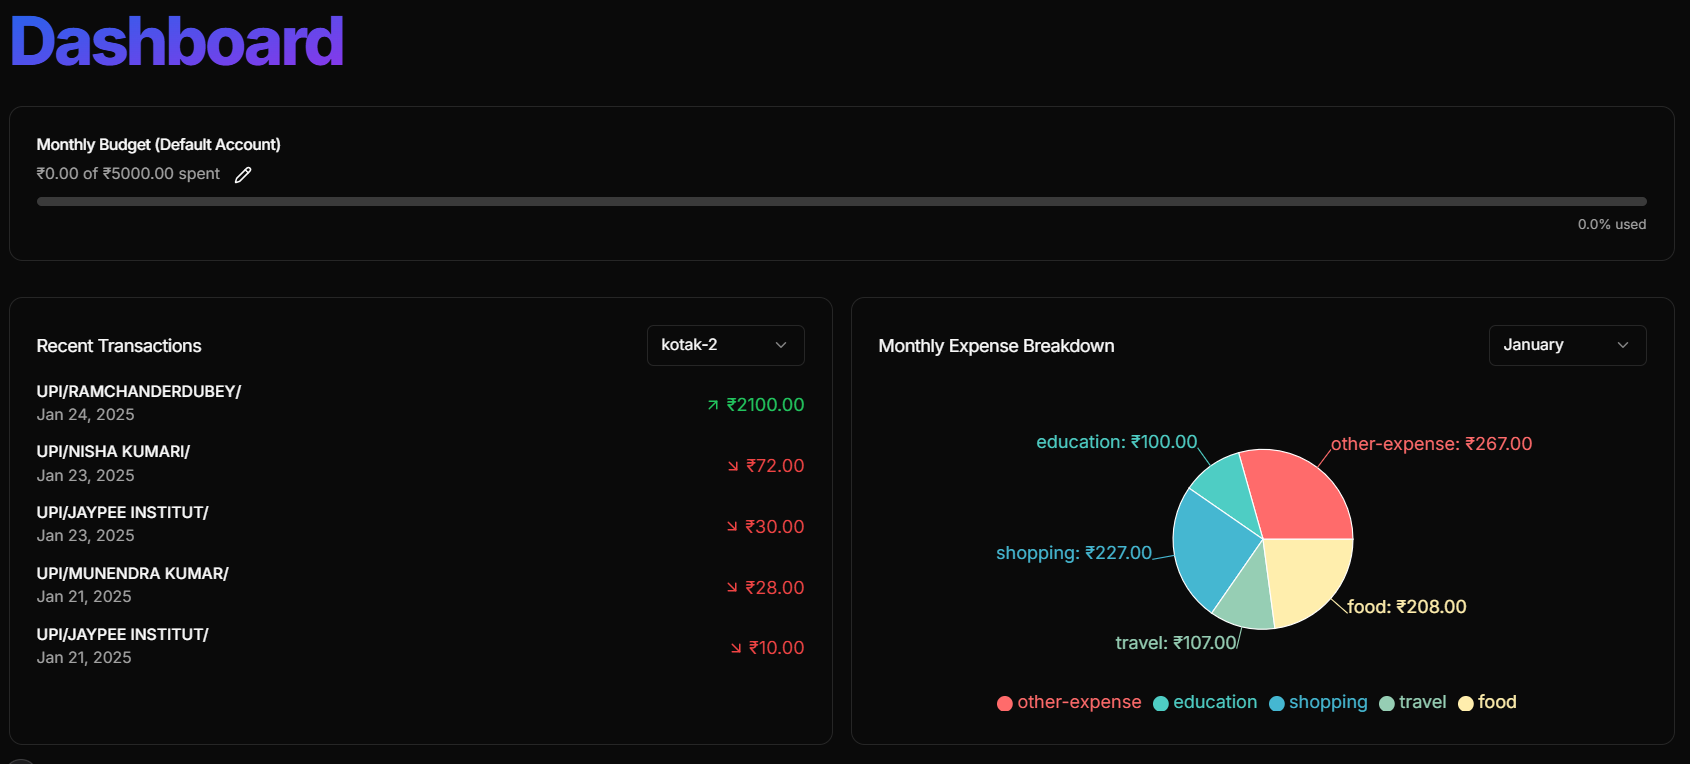 Dashboard
Monthly Budget (Default Account)
₹0.00 of ₹5000.00 spent
0.0% used
Recent Transactions
kotak-2
UPI/RAMCHANDERDUBEY/
Jan 24, 2025
₹2100.00
UPI/NISHA KUMARI/
Jan 23, 2025
₹72.00
UPI/JAYPEE INSTITUT/
Jan 23, 2025
₹30.00
UPI/MUNENDRA KUMAR/
Jan 21, 2025
₹28.00
UPI/JAYPEE INSTITUT/
Jan 21, 2025
₹10.00
Monthly Expense Breakdown
January
education: ₹100.00
other-expense: ₹267.00
shopping: ₹227.00
food: ₹208.00
travel: ₹107.00
other-expense education shopping travel food